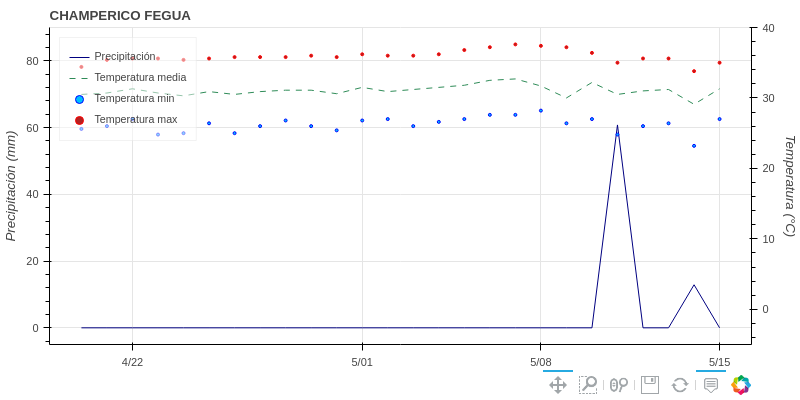 CHAMPERICO FEGUA
Precipitación
Temperatura media
Temperatura min
Temperatura max
Precipitación (mm)
80
60
40
20
0
Temperatura (°C)
40
30
20
10
0
4/22
5/01
5/08
5/15